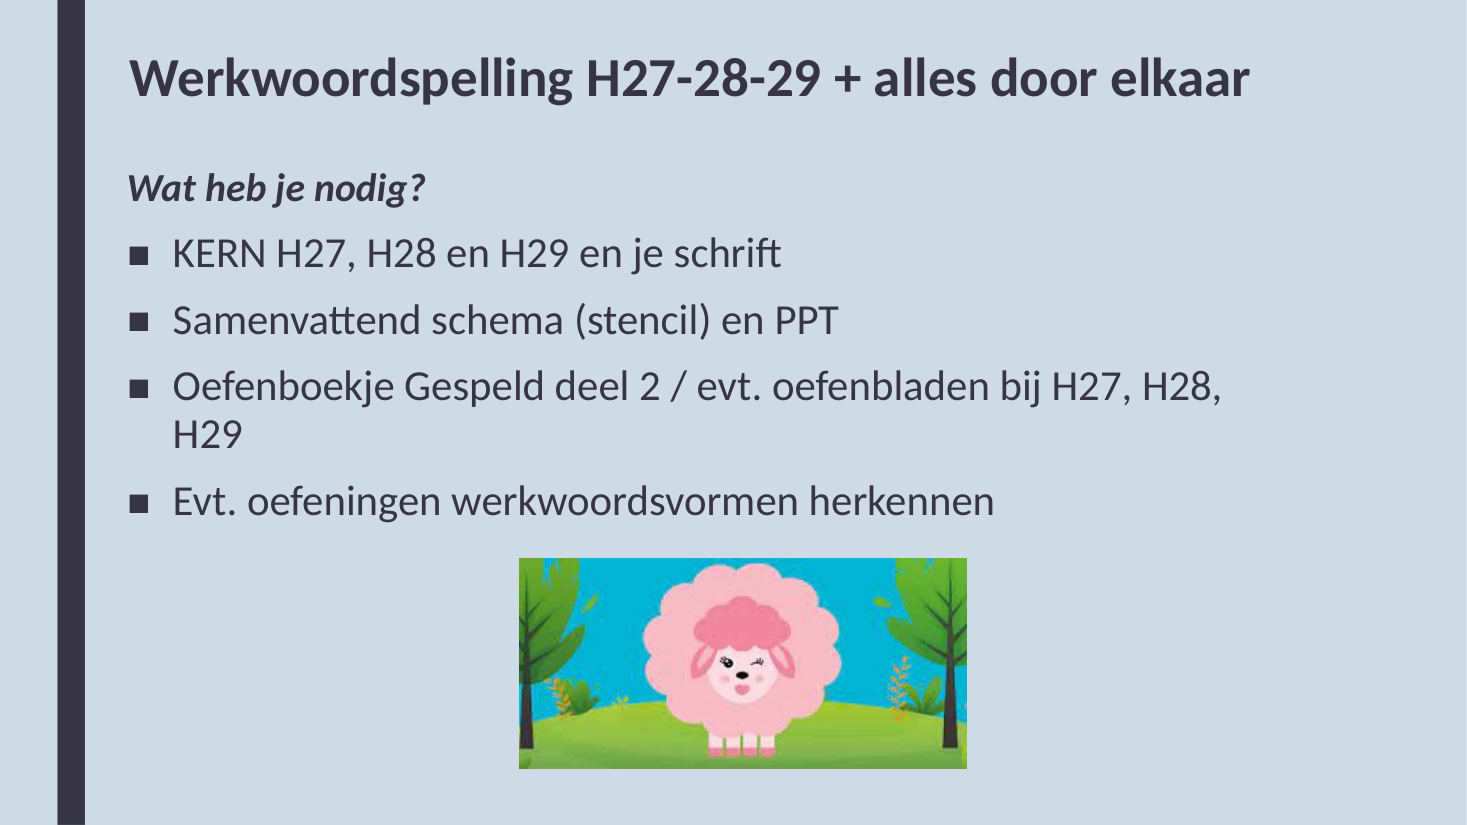 Werkwoordspelling H27-28-29 + alles door elkaar
Wat heb je nodig?
▪ KERN H27, H28 en H29 en je schrift
▪ Samenvattend schema (stencil) en PPT
▪ Oefenboekje Gespeld deel 2 / evt. oefenbladen bij H27, H28,
H29
▪ Evt. oefeningen werkwoordsvormen herkennen